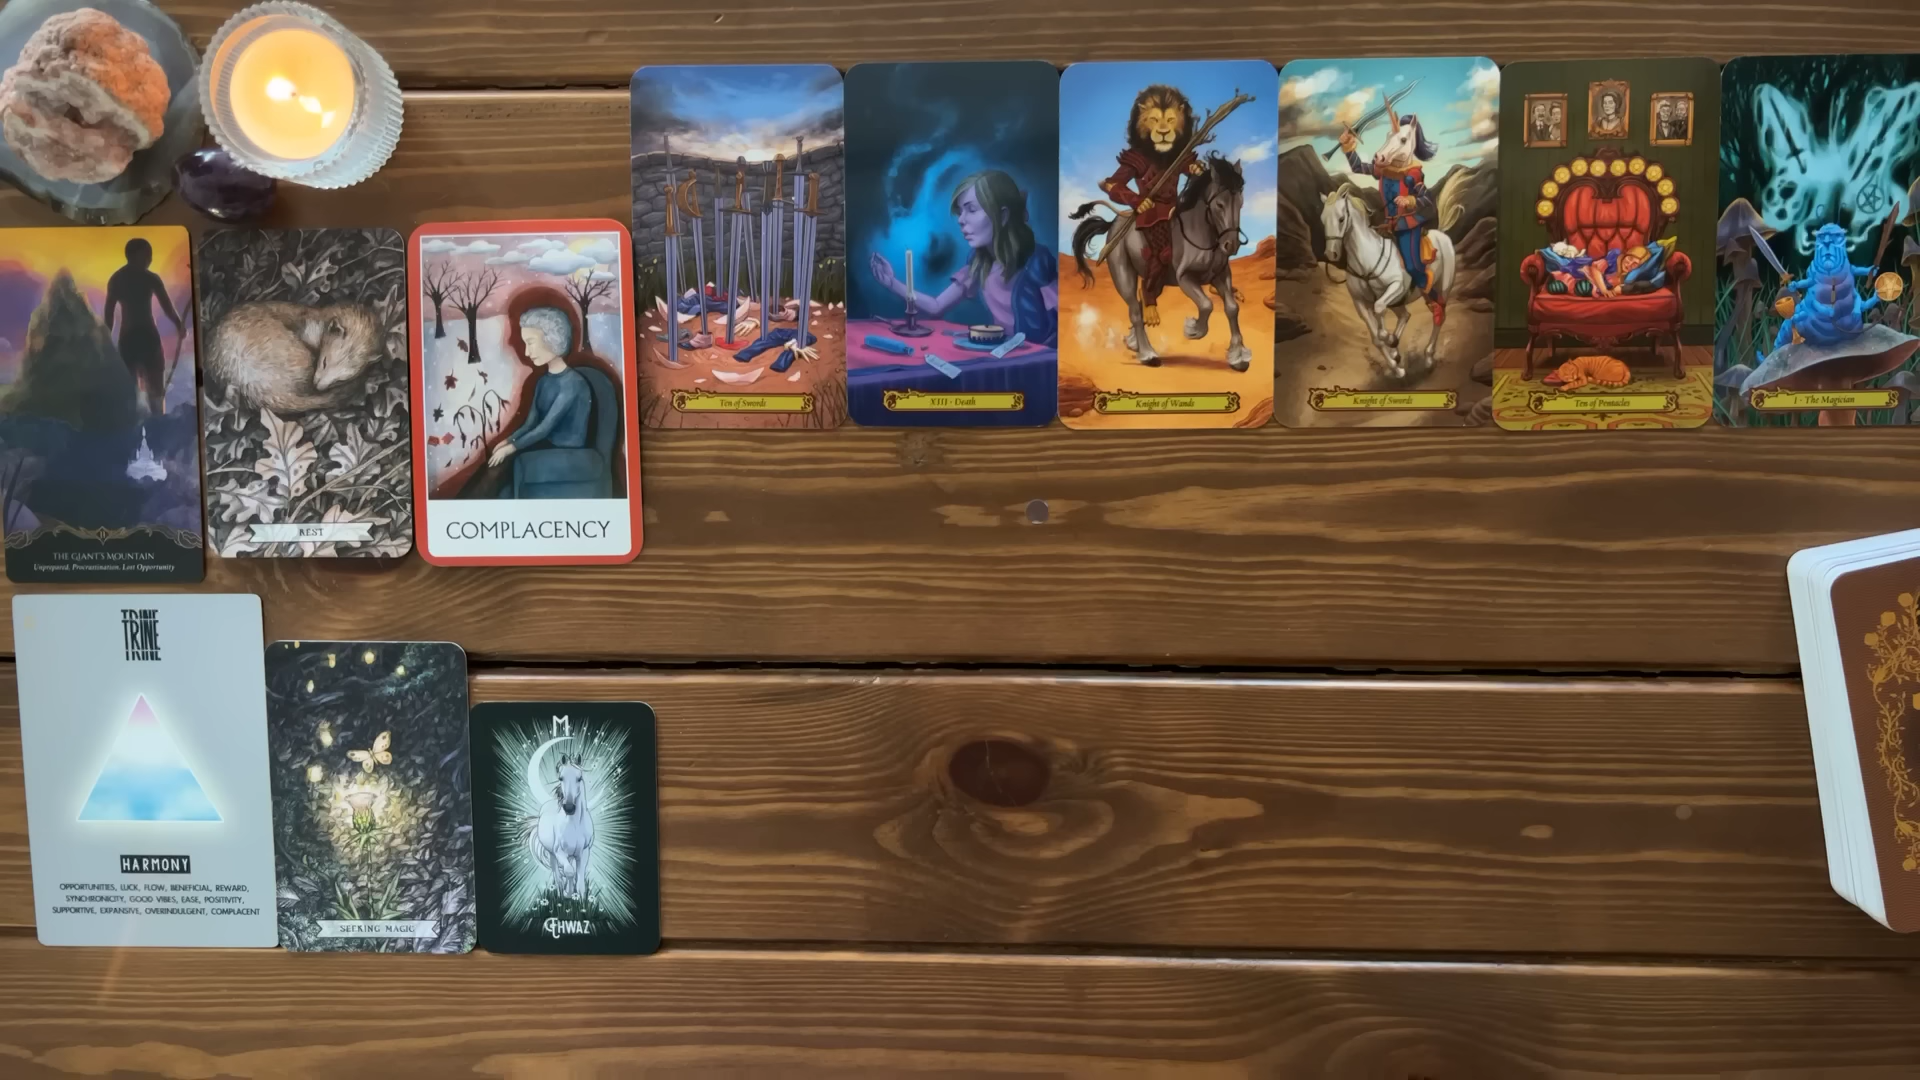 Ten of Swords
XIII - Death
Knight of Wands
Knight of Swords
Ten of Pentacles
I - The Magician
II
THE GIANT'S MOUNTAIN
Unprepared, Procrastination, Lost Opportunity
REST
COMPLACENCY
TRINE
HARMONY
OPPORTUNITIES, LUCK, FLOW, BENEFICIAL, REWARD,
SYNCHRONICITY, GOOD VIBES, EASE, POSITIVITY,
SUPPORTIVE, EXPANSIVE, OVERINDULGENT, COMPLACENT
SEEKING MAGIC
M
EHWAZ